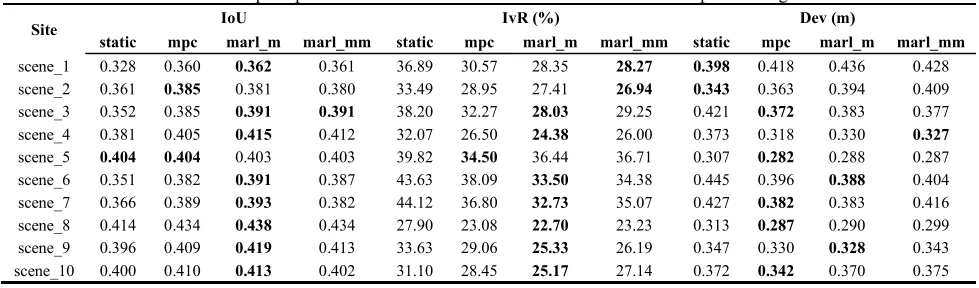 Site IoU IvR (%) Dev (m)
static mpc marl_m marl_mm static mpc marl_m marl_mm static mpc marl_m marl_mm
scene_1 0.328 0.360 0.362 0.361 36.89 30.57 28.35 28.27 0.398 0.418 0.436 0.428
scene_2 0.361 0.385 0.381 0.380 33.49 28.95 27.41 26.94 0.343 0.363 0.394 0.409
scene_3 0.352 0.385 0.391 0.391 38.20 32.27 28.03 29.25 0.421 0.372 0.383 0.377
scene_4 0.381 0.405 0.415 0.412 32.07 26.50 24.38 26.00 0.373 0.318 0.330 0.327
scene_5 0.404 0.404 0.403 0.403 39.82 34.50 36.44 36.71 0.307 0.282 0.288 0.287
scene_6 0.351 0.382 0.391 0.387 43.63 38.09 33.50 34.38 0.445 0.396 0.388 0.404
scene_7 0.366 0.389 0.393 0.382 44.12 36.80 32.73 35.07 0.427 0.382 0.383 0.416
scene_8 0.414 0.434 0.438 0.434 27.90 23.08 22.70 23.23 0.313 0.287 0.290 0.299
scene_9 0.396 0.409 0.419 0.413 33.63 29.06 25.33 26.19 0.347 0.330 0.328 0.343
scene_10 0.400 0.410 0.413 0.402 31.10 28.45 25.17 27.14 0.372 0.342 0.370 0.375